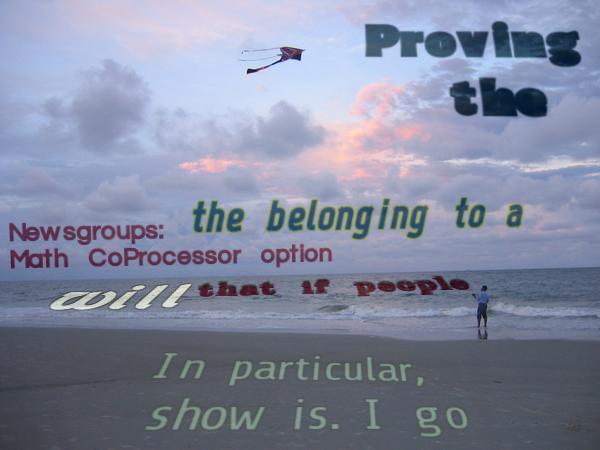 Proving
the
the belonging to a
Newsgroups:
Math CoProcessor option
will
that if people
In particular,
show is. I go